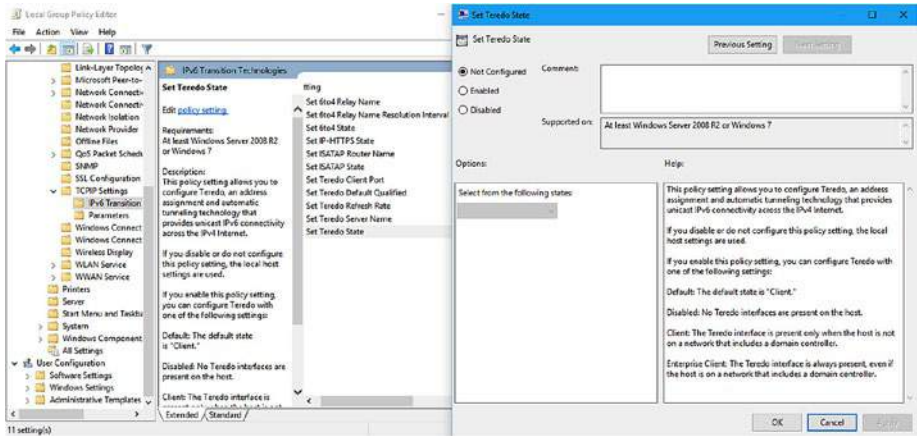 Local Group Policy Editor
File Action View Help
Link-Layer Topolog
Microsoft Peer-to-
Network Connecti
Network Connecti
Network Isolation
Network Provider
Offline Files
QoS Packet Schedu
SNMP
SSL Configuration
TCPIP Settings
IPv6 Transition
Parameters
Windows Connect
Windows Connect
Wireless Display
WLAN Service
WWAN Service
Printers
Server
Start Menu and Taskba
System
Windows Component
All Settings
User Configuration
Software Settings
Windows Settings
Administrative Templates
11 setting(s)
IPv6 Transition Technologies
Set Teredo State
Edit policy setting
Requirements:
At least Windows Server 2008 R2
or Windows 7
Description:
This policy setting allows you to
configure Teredo, an address
assignment and automatic
tunneling technology that
provides unicast IPv6 connectivity
across the IPv4 Internet.
If you disable or do not configure
this policy setting, the local host
settings are used.
If you enable this policy setting,
you can configure Teredo with
one of the following settings:
Default: The default state
is "Client."
Disabled: No Teredo interfaces are
present on the host.
Client: The Teredo interface is
tting
Set 6to4 Relay Name
Set 6to4 Relay Name Resolution Interval
Set 6to4 State
Set IP-HTTPS State
Set ISATAP Router Name
Set ISATAP State
Set Teredo Client Port
Set Teredo Default Qualified
Set Teredo Refresh Rate
Set Teredo Server Name
Set Teredo State
Extended Standard
Set Teredo State
Set Teredo State
Previous Setting
Not Configured
Enabled
Disabled
Comment:
Supported on:
At least Windows Server 2008 R2 or Windows 7
Options:
Help:
Select from the following states:
This policy setting allows you to configure Teredo, an address
assignment and automatic tunneling technology that provides
unicast IPv6 connectivity across the IPv4 Internet.
If you disable or do not configure this policy setting, the local
host settings are used.
If you enable this policy setting, you can configure Teredo with
one of the following settings:
Default: The default state is "Client."
Disabled: No Teredo interfaces are present on the host.
Client: The Teredo interface is present only when the host is not
on a network that includes a domain controller.
Enterprise Client: The Teredo interface is always present, even if
the host is on a network that includes a domain controller.
OK
Cancel
Apply